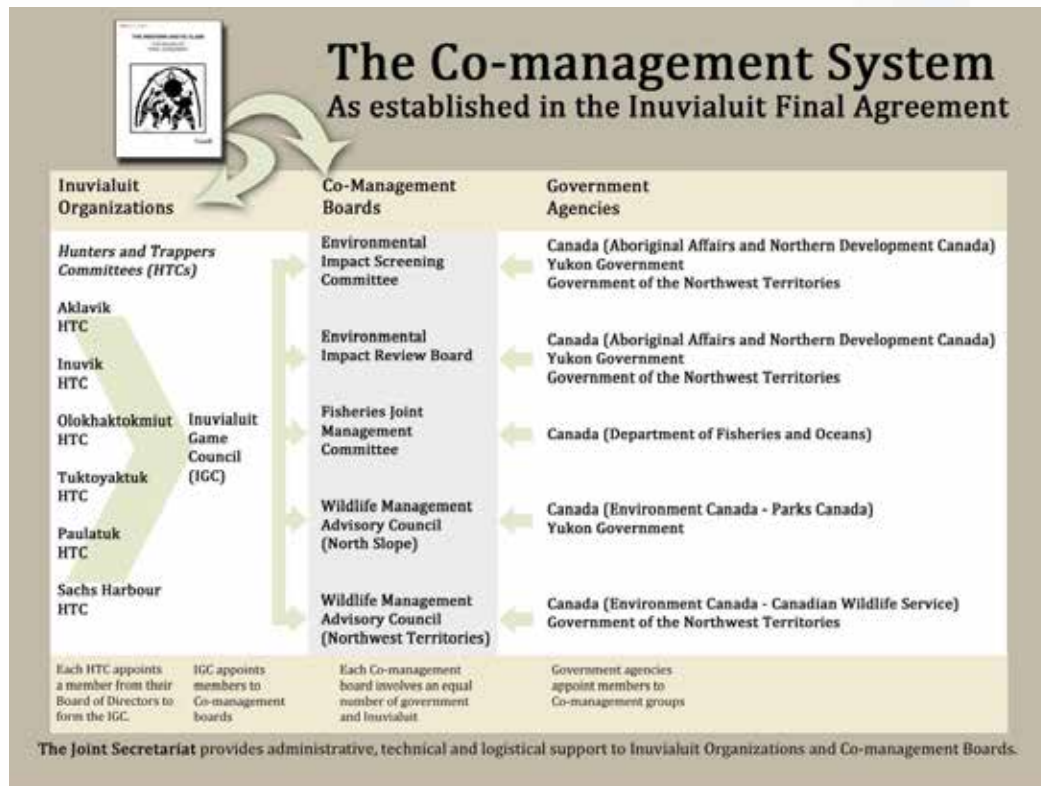 THE WESTERN ARCTIC CLAIM
Canada
The Co-management System
As established in the Inuvialuit Final Agreement
Inuvialuit
Organizations
Co-Management
Boards
Government
Agencies
Hunters and Trappers
Committees (HTCs)
Aklavik
HTC
Inuvik
HTC
Olokhaktokmiut
HTC
Tuktoyaktuk
HTC
Paulatuk
HTC
Sachs Harbour
HTC
Inuvialuit
Game
Council
(IGC)
Environmental
Impact Screening
Committee
Environmental
Impact Review Board
Fisheries Joint
Management
Committee
Wildlife Management
Advisory Council
(North Slope)
Wildlife Management
Advisory Council
(Northwest Territories)
Canada (Aboriginal Affairs and Northern Development Canada)
Yukon Government
Government of the Northwest Territories
Canada (Aboriginal Affairs and Northern Development Canada)
Yukon Government
Government of the Northwest Territories
Canada (Department of Fisheries and Oceans)
Canada (Environment Canada - Parks Canada)
Yukon Government
Canada (Environment Canada - Canadian Wildlife Service)
Government of the Northwest Territories
Each HTC appoints
a member from their
Board of Directors to
form the IGC.
IGC appoints
members to
Co-management
boards
Each Co-management
board involves an equal
number of government
and Inuvialuit
Government agencies
appoint members to
Co-management groups
The Joint Secretariat provides administrative, technical and logistical support to Inuvialuit Organizations and Co-management Boards.